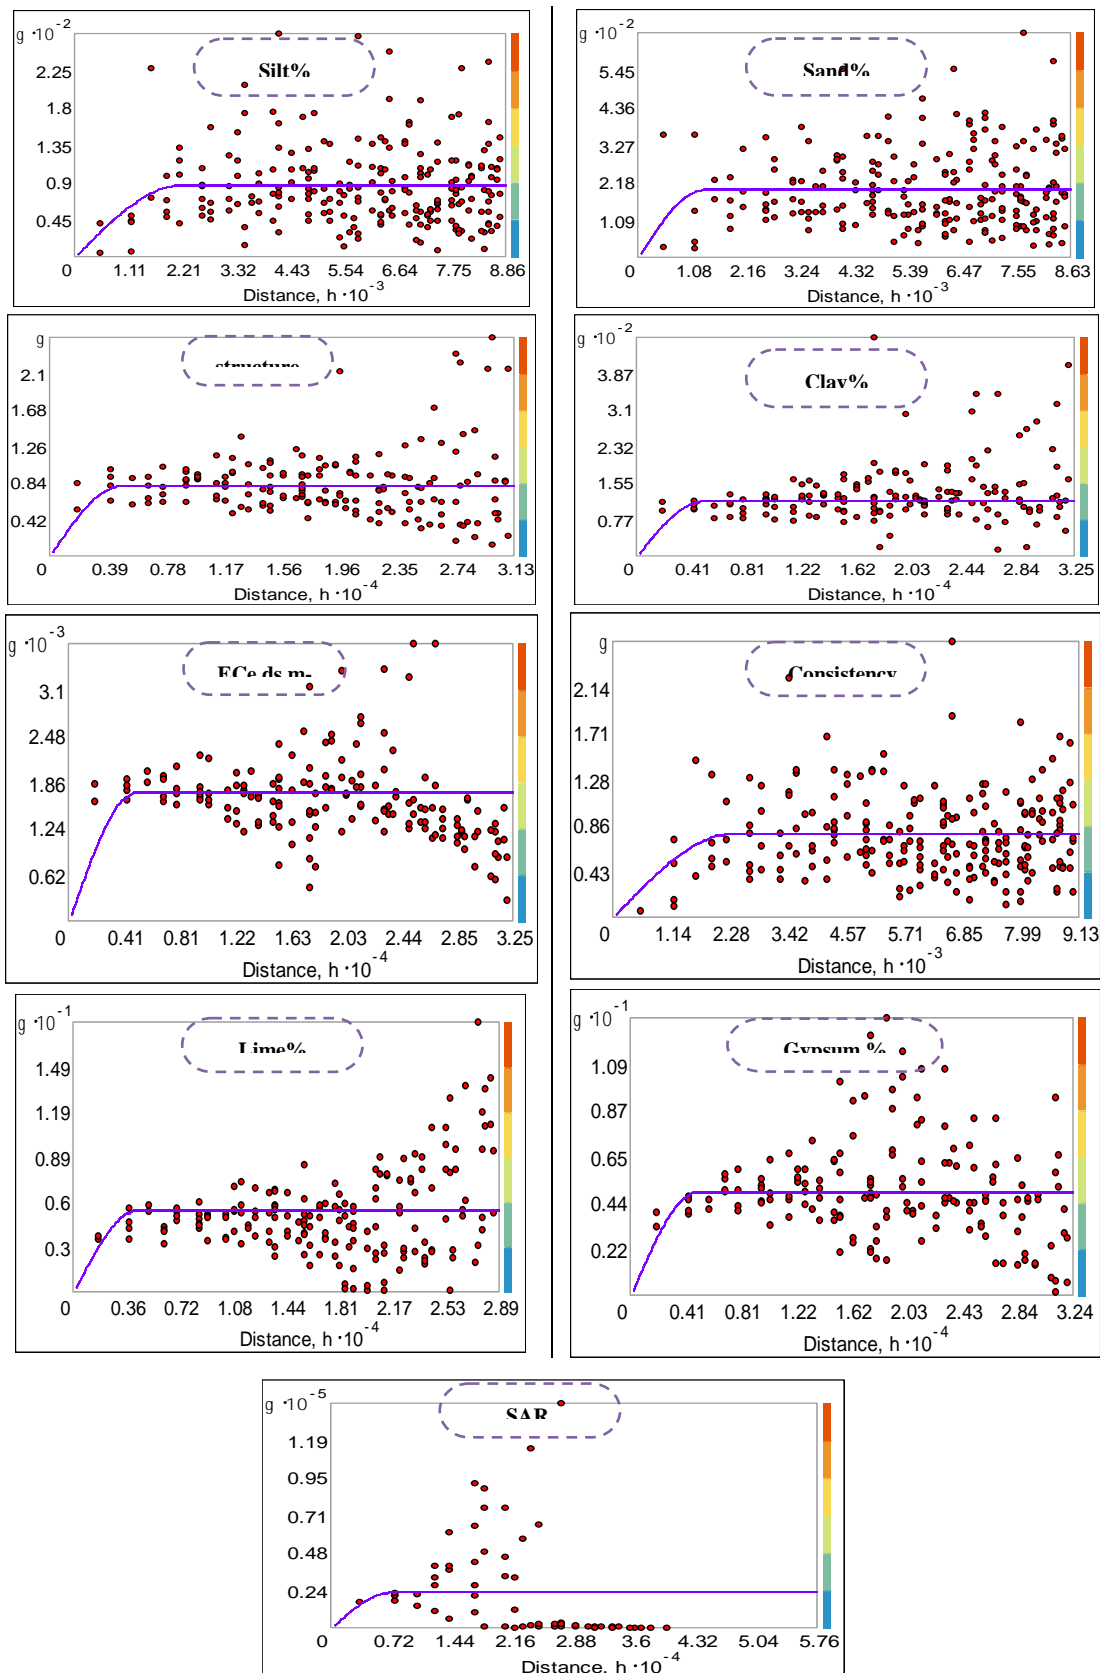 g·10⁻²
Silt%
2.25
1.8
1.35
0.9
0.45
0 1.11 2.21 3.32 4.43 5.54 6.64 7.75 8.86
Distance, h·10⁻³
g·10⁻²
Sand%
5.45
4.36
3.27
2.18
1.09
0 1.08 2.16 3.24 4.32 5.39 6.47 7.55 8.63
Distance, h·10⁻³
g
structure
2.1
1.68
1.26
0.84
0.42
0 0.39 0.78 1.17 1.56 1.96 2.35 2.74 3.13
Distance, h·10⁻⁴
g·10⁻²
Clay%
3.87
3.1
2.32
1.55
0.77
0 0.41 0.81 1.22 1.62 2.03 2.44 2.84 3.25
Distance, h·10⁻⁴
g·10⁻³
ECe ds m-
3.1
2.48
1.86
1.24
0.62
0 0.41 0.81 1.22 1.63 2.03 2.44 2.85 3.25
Distance, h·10⁻⁴
g
Consistency
2.14
1.71
1.28
0.86
0.43
0 1.14 2.28 3.42 4.57 5.71 6.85 7.99 9.13
Distance, h·10⁻³
g·10⁻¹
Lime%
1.49
1.19
0.89
0.6
0.3
0 0.36 0.72 1.08 1.44 1.81 2.17 2.53 2.89
Distance, h·10⁻⁴
g·10⁻¹
Gypsum %
1.09
0.87
0.65
0.44
0.22
0 0.41 0.81 1.22 1.62 2.03 2.43 2.84 3.24
Distance, h·10⁻⁴
g·10⁻⁵
SAR
1.19
0.95
0.71
0.48
0.24
0 0.72 1.44 2.16 2.88 3.6 4.32 5.04 5.76
Distance, h·10⁻⁴